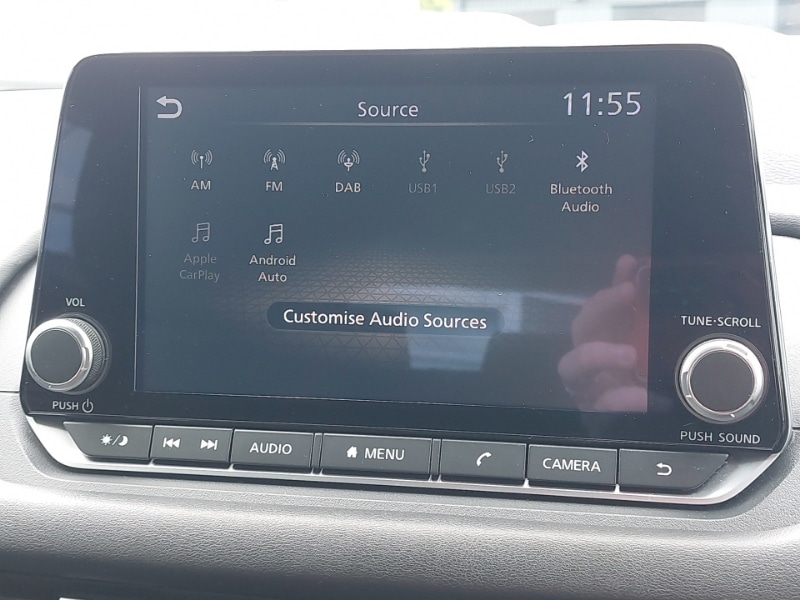 Source
11:55
AM
FM
DAB
USB1
USB2
Bluetooth
Audio
Apple
CarPlay
Android
Auto
Customise Audio Sources
VOL
PUSH
TUNE·SCROLL
PUSH SOUND
AUDIO
MENU
CAMERA